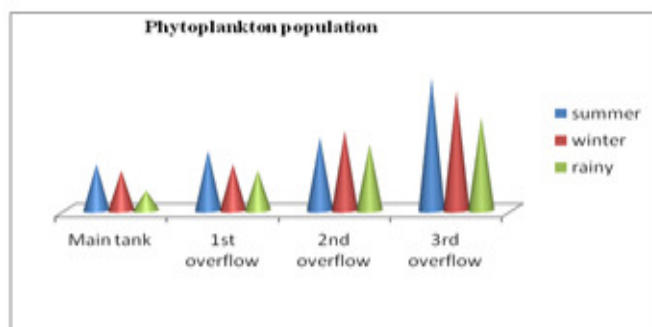 Phytoplankton population
summer
winter
rainy
Main tank
1st
overflow
2nd
overflow
3rd
overflow